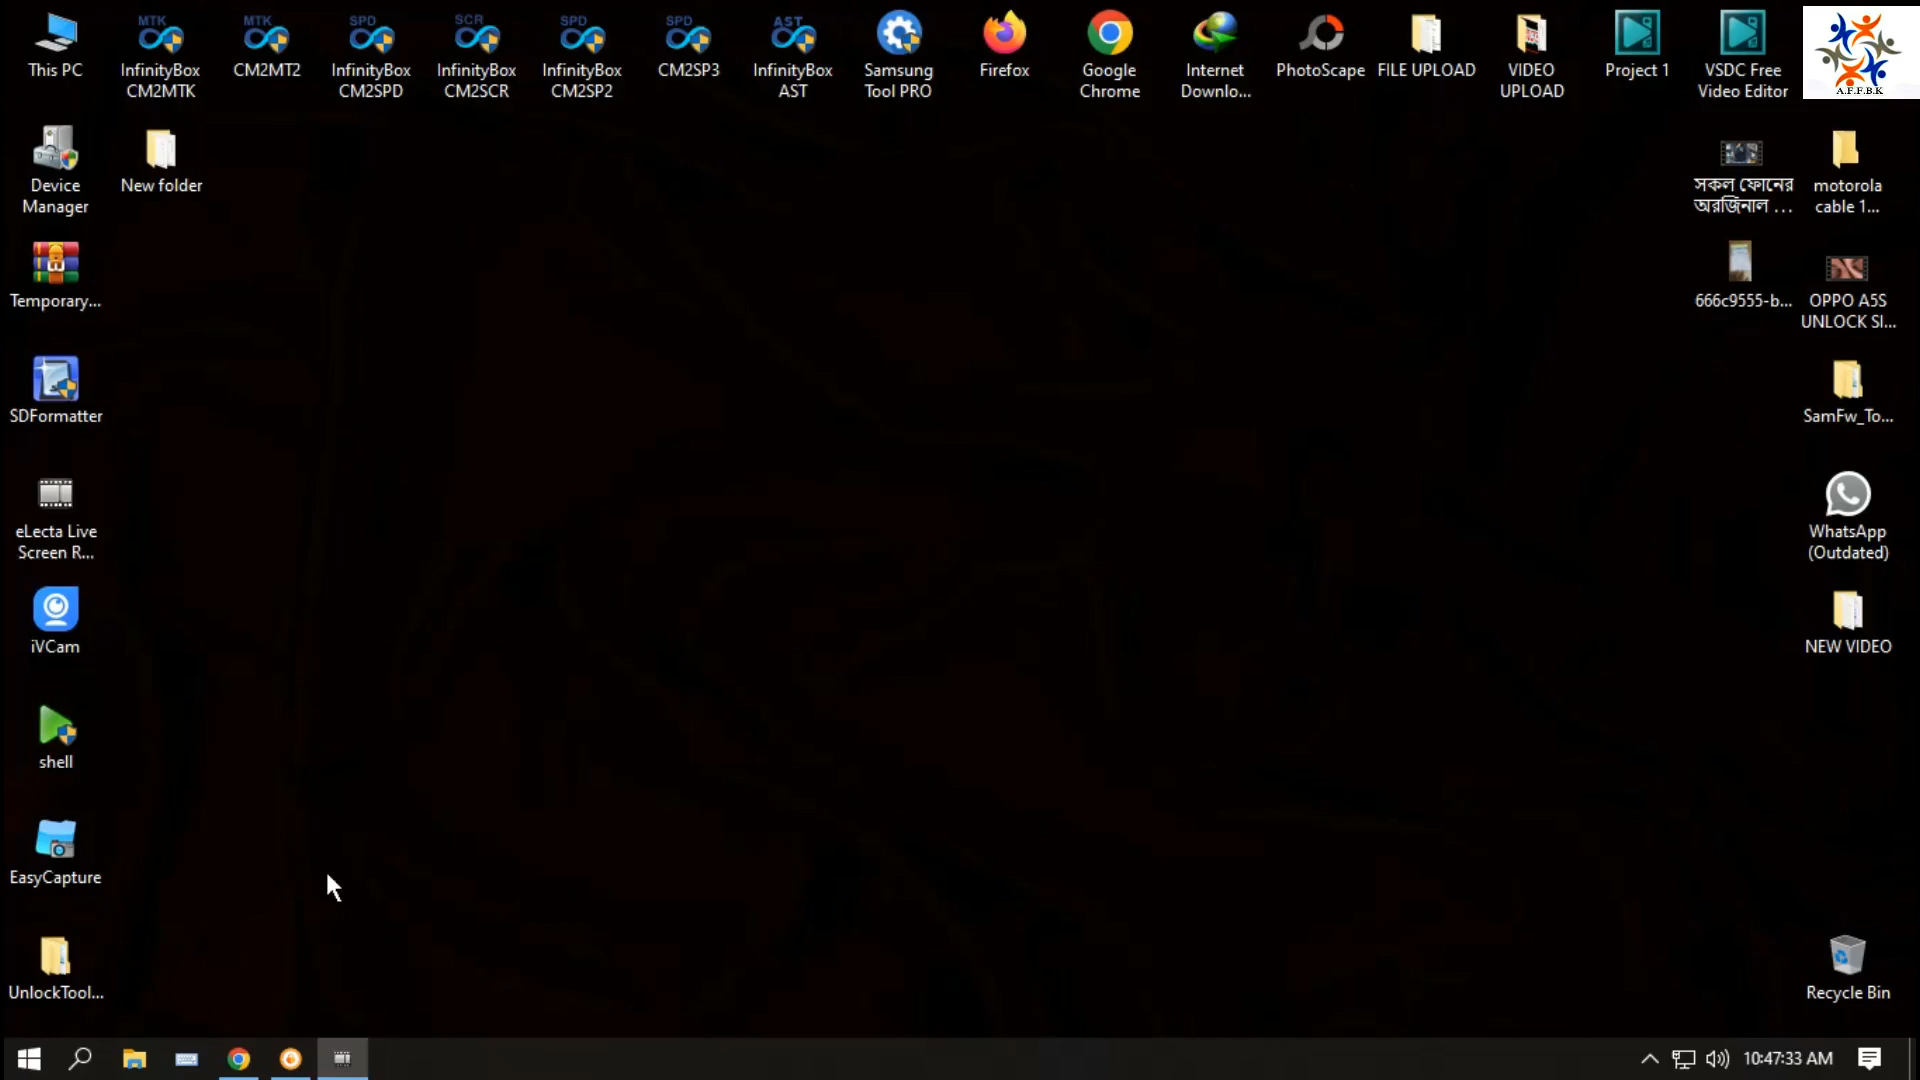 MTK
MTK
SPD
SCR
SPD
SPD
AST
This PC
InfinityBox
CM2MTK
CM2MT2
InfinityBox
CM2SPD
InfinityBox
CM2SCR
InfinityBox
CM2SP2
CM2SP3
InfinityBox
AST
Samsung
Tool PRO
Firefox
Google
Chrome
Internet
Downlo...
PhotoScape
FILE UPLOAD
VIDEO
UPLOAD
Project 1
VSDC Free
Video Editor
A.F.F.B.K
Device
Manager
New folder
সকল ফোনের
অরজিনাল ...
motorola
cable 1...
Temporary...
666c9555-b...
OPPO A5S
UNLOCK SI...
SDFormatter
SamFw_To...
eLecta Live
Screen R...
WhatsApp
(Outdated)
iVCam
NEW VIDEO
shell
EasyCapture
UnlockTool...
Recycle Bin
10:47:33 AM